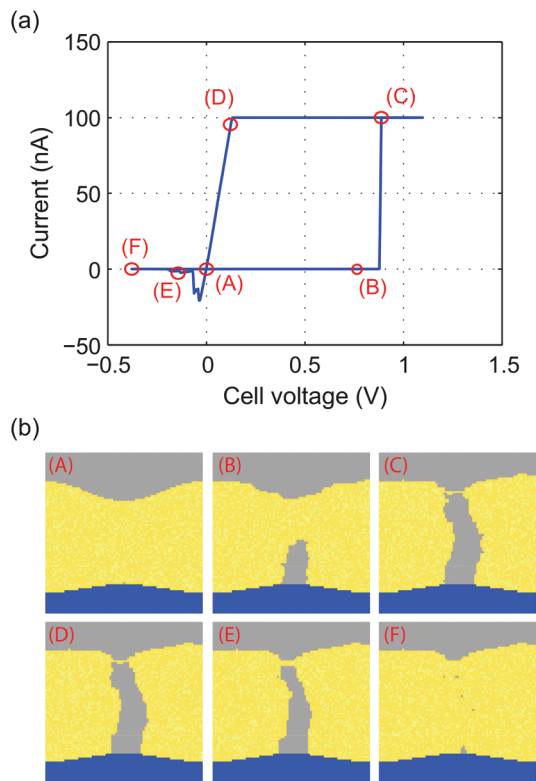 (a)
150
100
50
0
−50
Current (nA)
−0.5
0
0.5
1
1.5
Cell voltage (V)
(D)
(C)
(F)
(E)
(A)
(B)
(b)
(A)
(B)
(C)
(D)
(E)
(F)